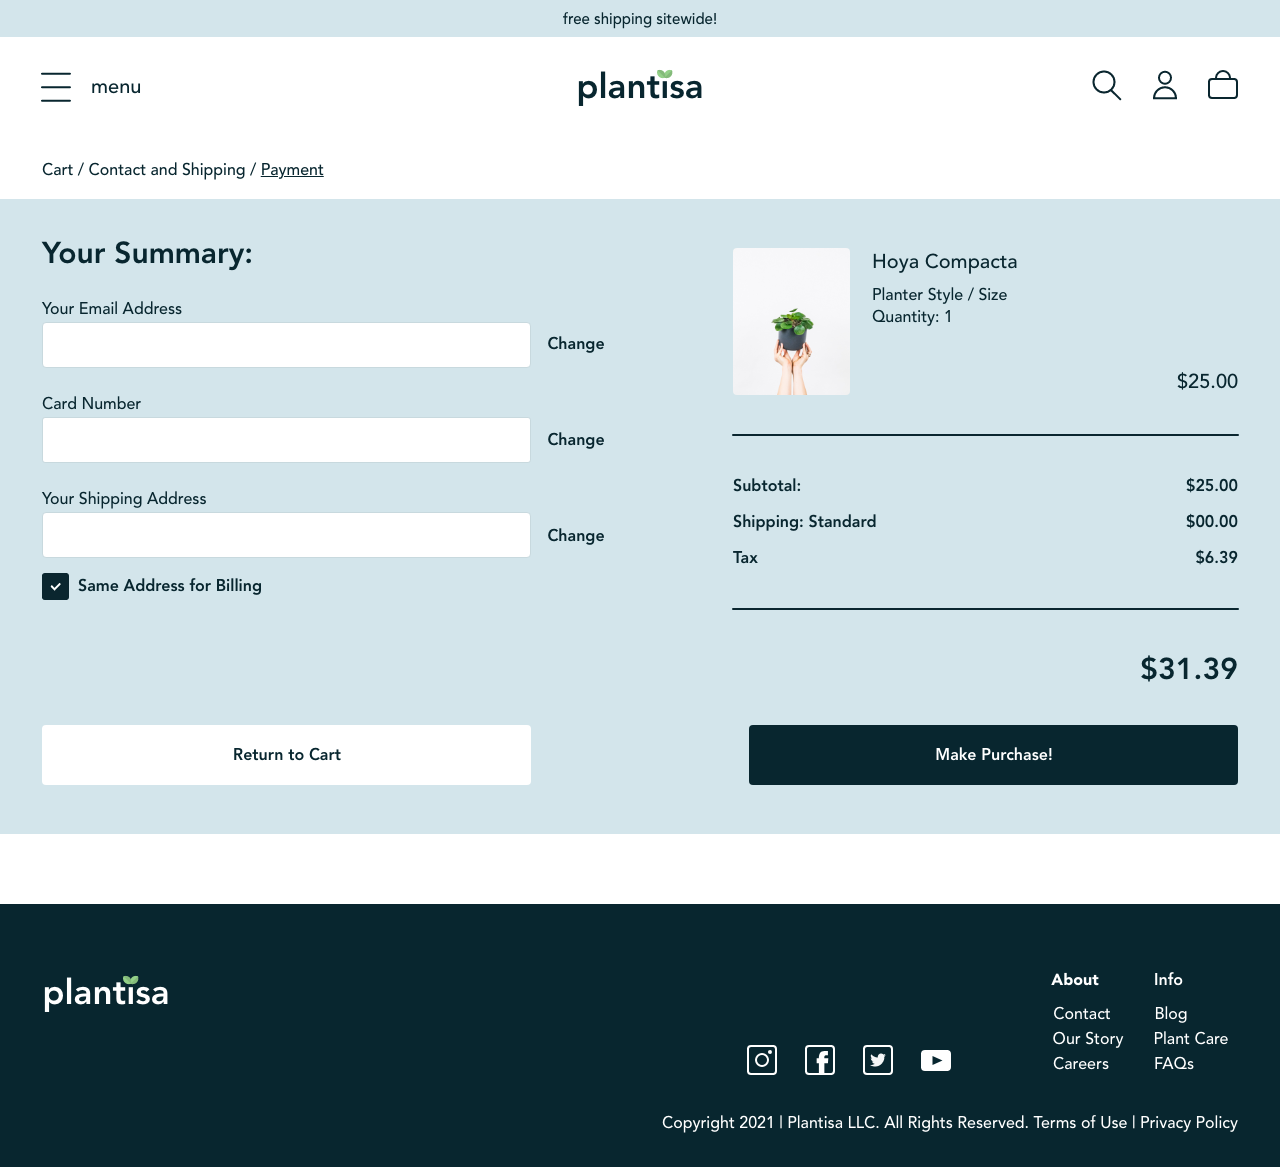 free shipping sitewide!
menu
plantisa
Cart / Contact and Shipping / Payment
Your Summary:
Your Email Address
Change
Card Number
Change
Your Shipping Address
Change
Same Address for Billing
Hoya Compacta
Planter Style / Size
Quantity: 1
$25.00
Subtotal: $25.00
Shipping: Standard $00.00
Tax $6.39
$31.39
Return to Cart
Make Purchase!
plantisa
About
Contact
Our Story
Careers
Info
Blog
Plant Care
FAQs
Copyright 2021 | Plantisa LLC. All Rights Reserved. Terms of Use | Privacy Policy